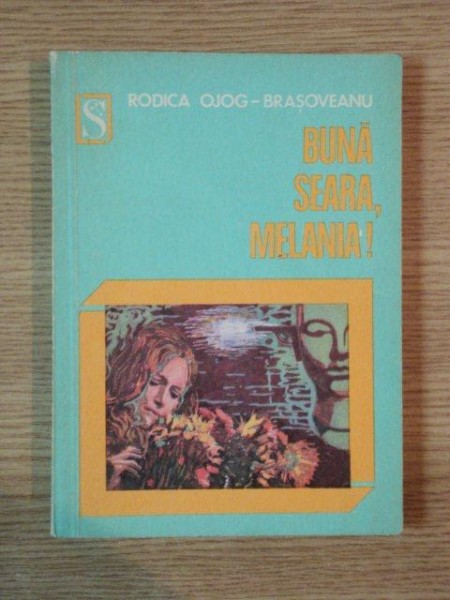 S
RODICA OJOG-BRAȘOVEANU
BUNĂ
SEARA,
MELANIA!